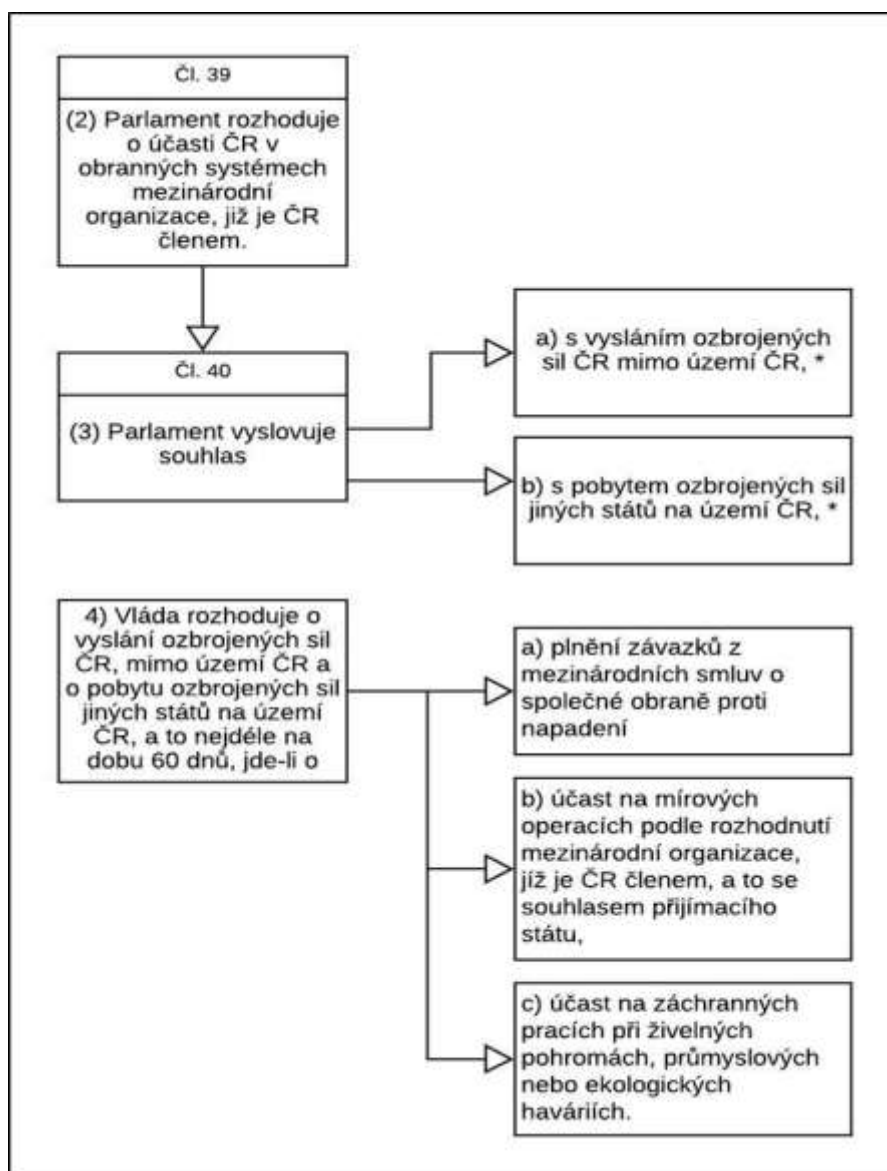 Čl. 39
(2) Parlament rozhoduje
o účasti ČR v
obranných systémech
mezinárodní
organizace, již je ČR
členem.
Čl. 40
(3) Parlament vyslovuje
souhlas
a) s vysláním ozbrojených
sil ČR mimo území ČR, *
b) s pobytem ozbrojených sil
jiných států na území ČR, *
4) Vláda rozhoduje o
vyslání ozbrojených sil
ČR, mimo území ČR a
o pobytu ozbrojených sil
jiných států na území
ČR, a to nejdéle na
dobu 60 dnů, jde-li o
a) plnění závazků z
mezinárodních smluv o
společné obraně proti
napadení
b) účast na mírových
operacích podle rozhodnutí
mezinárodní organizace,
jíž je ČR členem, a to se
souhlasem přijímacího
státu,
c) účast na záchranných
pracích při živelných
pohromách, průmyslových
nebo ekologických
haváriích.